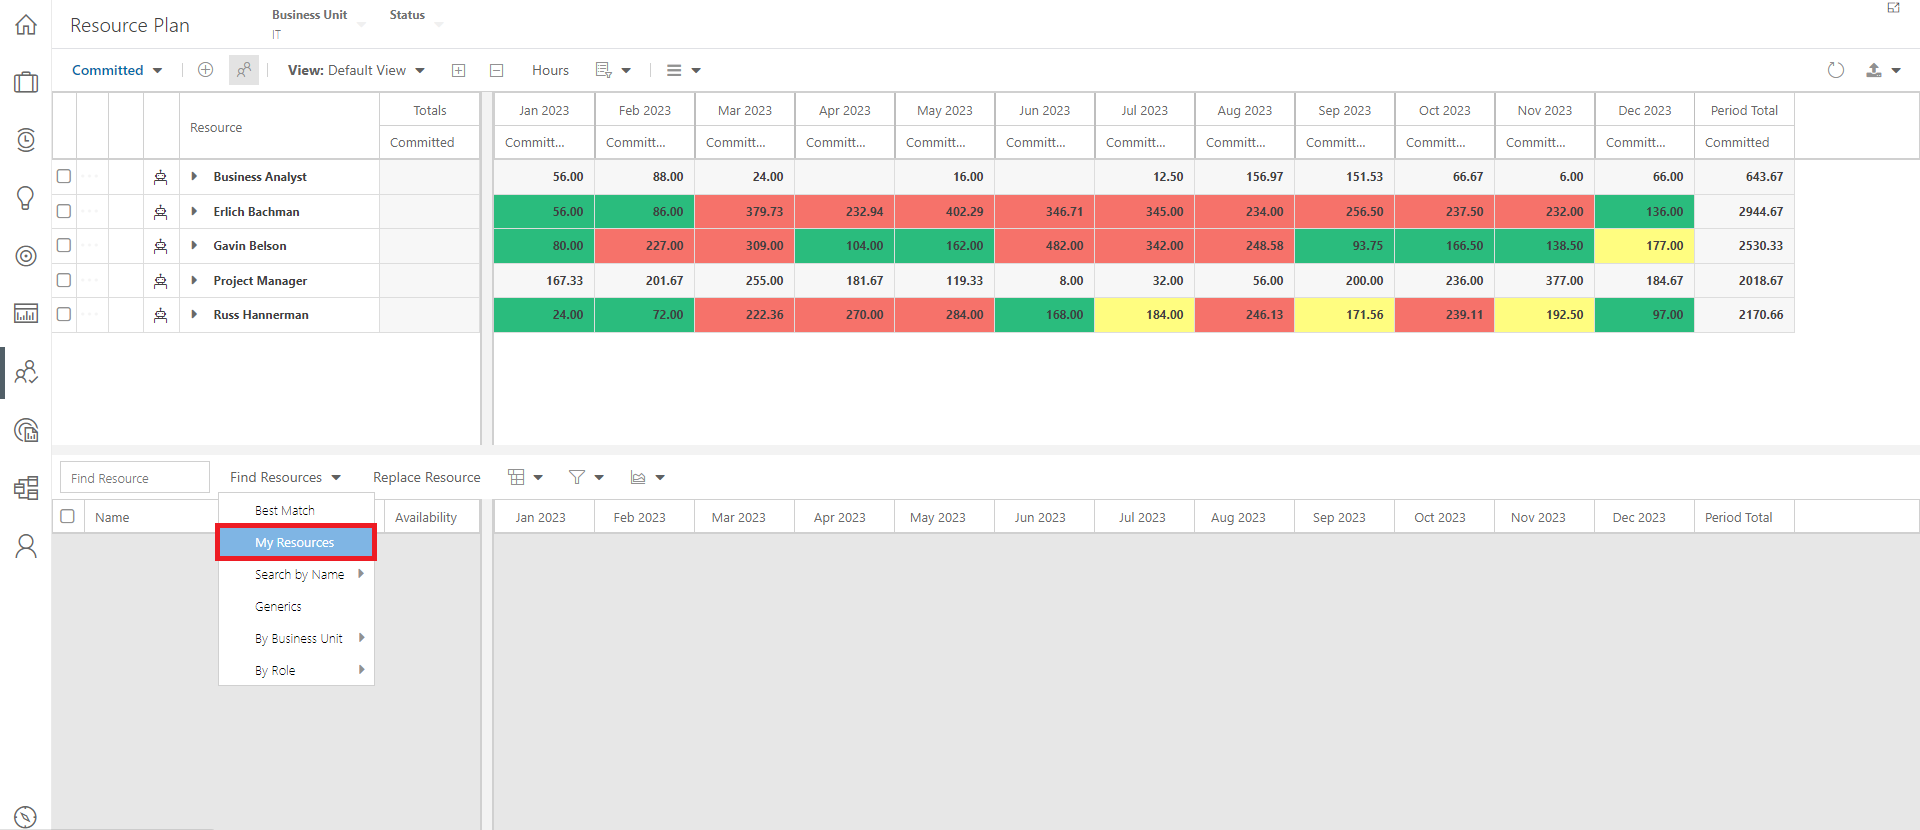 Resource Plan
Business Unit
Status
IT
Committed
View: Default View
Hours
Resource
Totals
Jan 2023 Feb 2023 Mar 2023 Apr 2023 May 2023 Jun 2023 Jul 2023 Aug 2023 Sep 2023 Oct 2023 Nov 2023 Dec 2023 Period Total
Committed Committ... Committ... Committ... Committ... Committ... Committ... Committ... Committ... Committ... Committ... Committ... Committ... Committed
Business Analyst 56.00 88.00 24.00 16.00 12.50 156.97 151.53 66.67 6.00 66.00 643.67
Erlich Bachman 56.00 86.00 379.73 232.94 402.29 346.71 345.00 234.00 256.50 237.50 232.00 136.00 2944.67
Gavin Belson 80.00 227.00 309.00 104.00 162.00 482.00 342.00 248.58 93.75 166.50 138.50 177.00 2530.33
Project Manager 167.33 201.67 255.00 181.67 119.33 8.00 32.00 56.00 200.00 236.00 377.00 184.67 2018.67
Russ Hannerman 24.00 72.00 222.36 270.00 284.00 168.00 184.00 246.13 171.56 239.11 192.50 97.00 2170.66
Find Resource
Find Resources
Replace Resource
Name
Availability
Jan 2023 Feb 2023 Mar 2023 Apr 2023 May 2023 Jun 2023 Jul 2023 Aug 2023 Sep 2023 Oct 2023 Nov 2023 Dec 2023 Period Total
Best Match
My Resources
Search by Name
Generics
By Business Unit
By Role